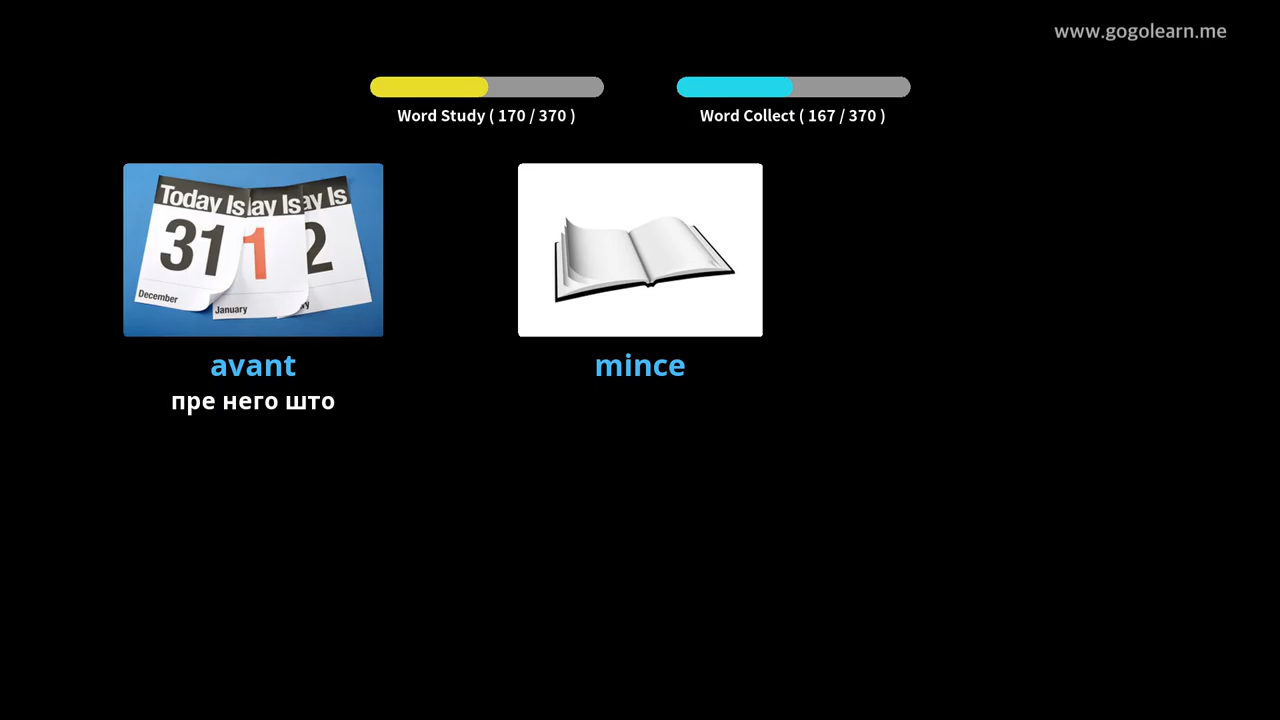 www.gogolearn.me
Word Study ( 170 / 370 )
Word Collect ( 167 / 370 )
Today Is
ay Is
ay Is
31
1
2
December
January
ry
avant
mince
пре него што